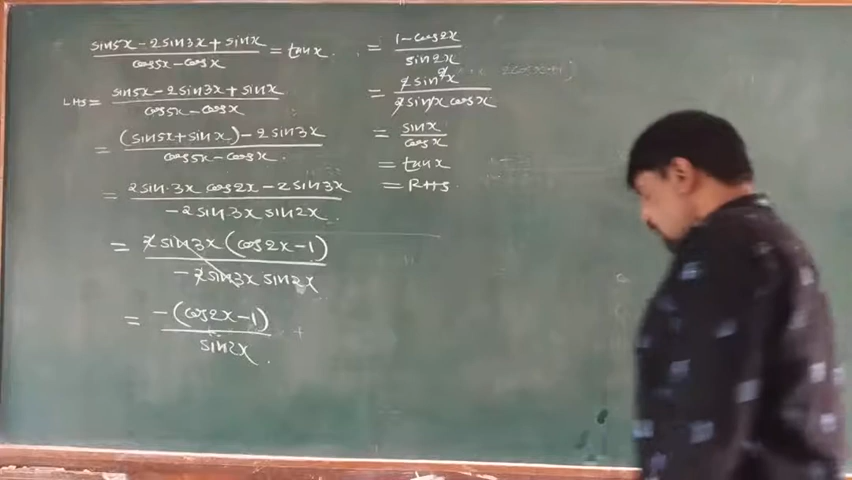 sin5x-2sin3x+sinx / cos5x-cosx = tanx.
LHS = sin5x-2sin3x+sinx / cos5x-cosx
= (sin5x+sinx)-2sin3x / cos5x-cosx.
= 2sin3x cos2x-2sin3x / -2sin3x sin2x.
= 2sin3x(cos2x-1) / -2sin3x sin2x
= -(cos2x-1) / sin2x.
= 1-cos2x / sin2x
= 2sin²x / 2sinx cosx
= sinx / cosx
= tanx
= RHS.